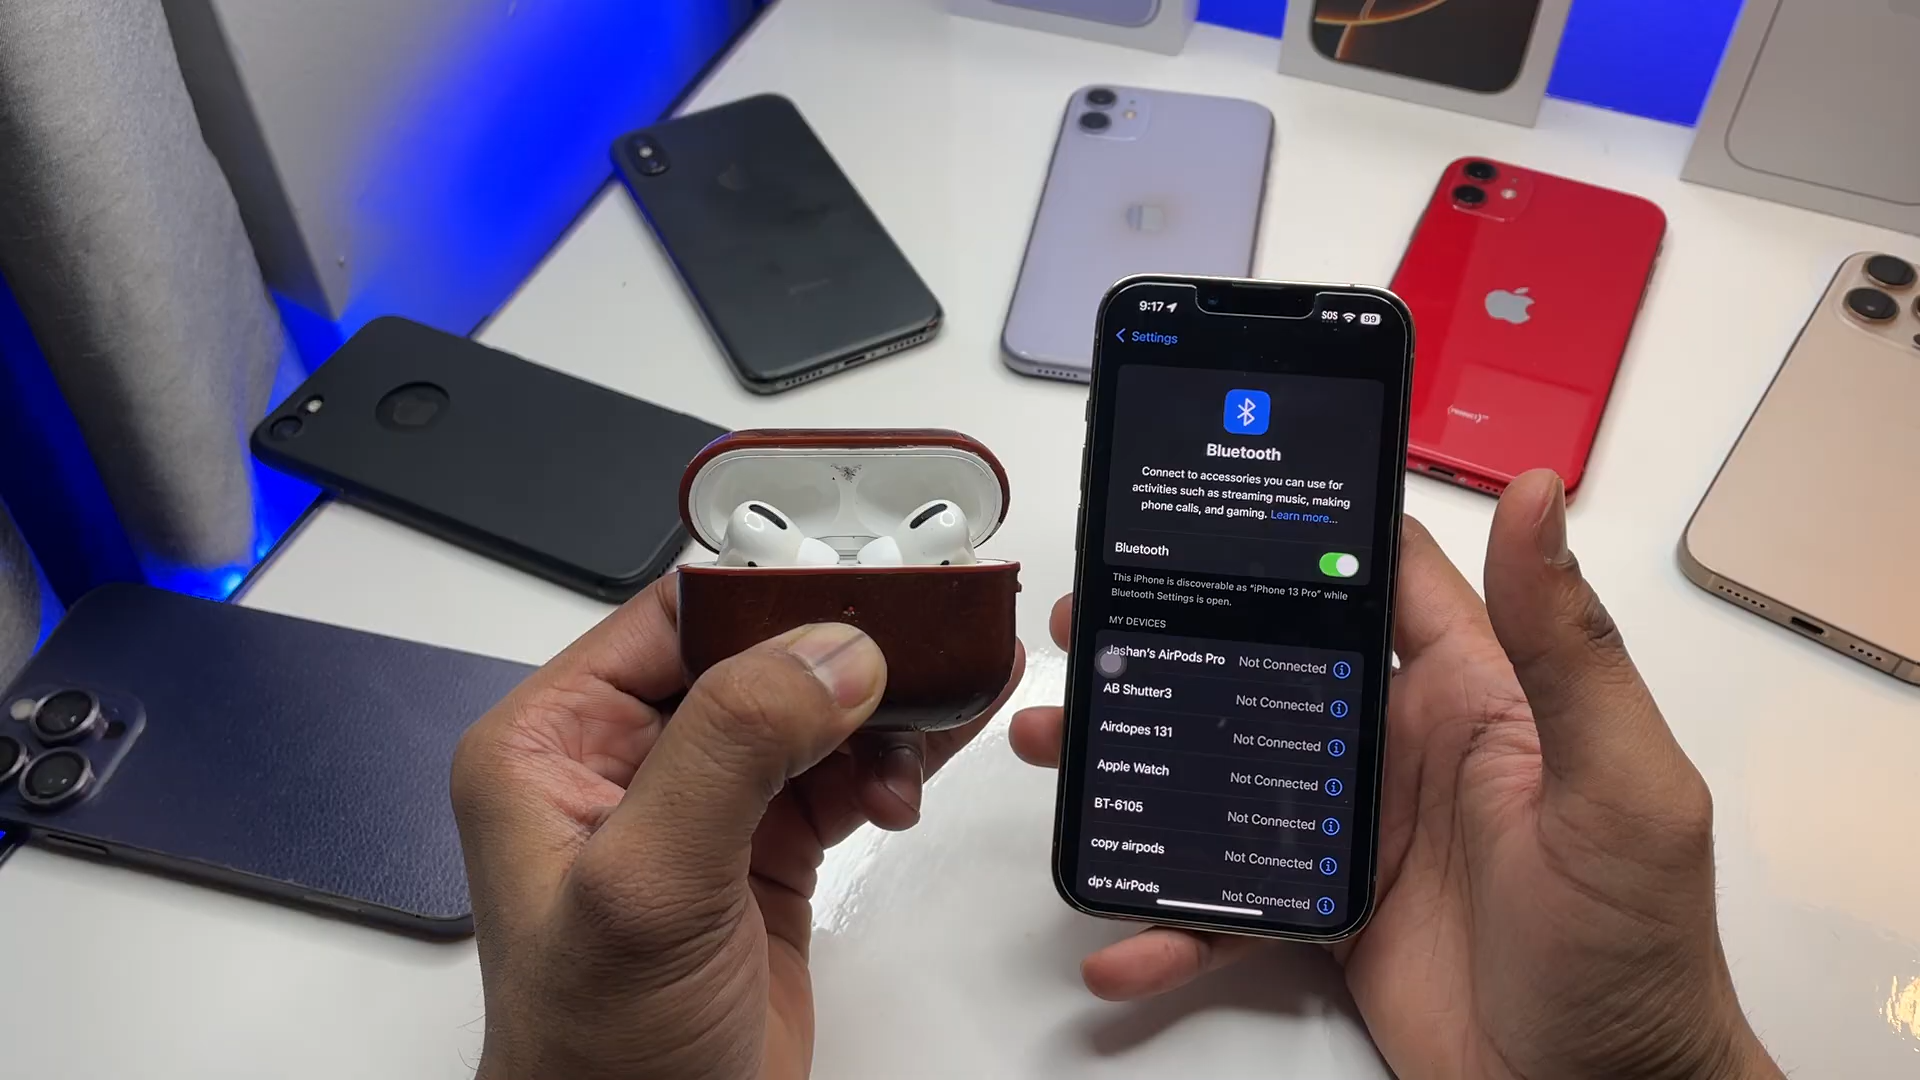 9:17
SOS
99
Settings
Bluetooth
Connect to accessories you can use for
activities such as streaming music, making
phone calls, and gaming. Learn more...
Bluetooth
This iPhone is discoverable as “iPhone 13 Pro” while
Bluetooth Settings is open.
MY DEVICES
Jashan's AirPods Pro Not Connected
AB Shutter3 Not Connected
Airdopes 131 Not Connected
Apple Watch Not Connected
BT-6105 Not Connected
copy airpods Not Connected
dp's AirPods Not Connected